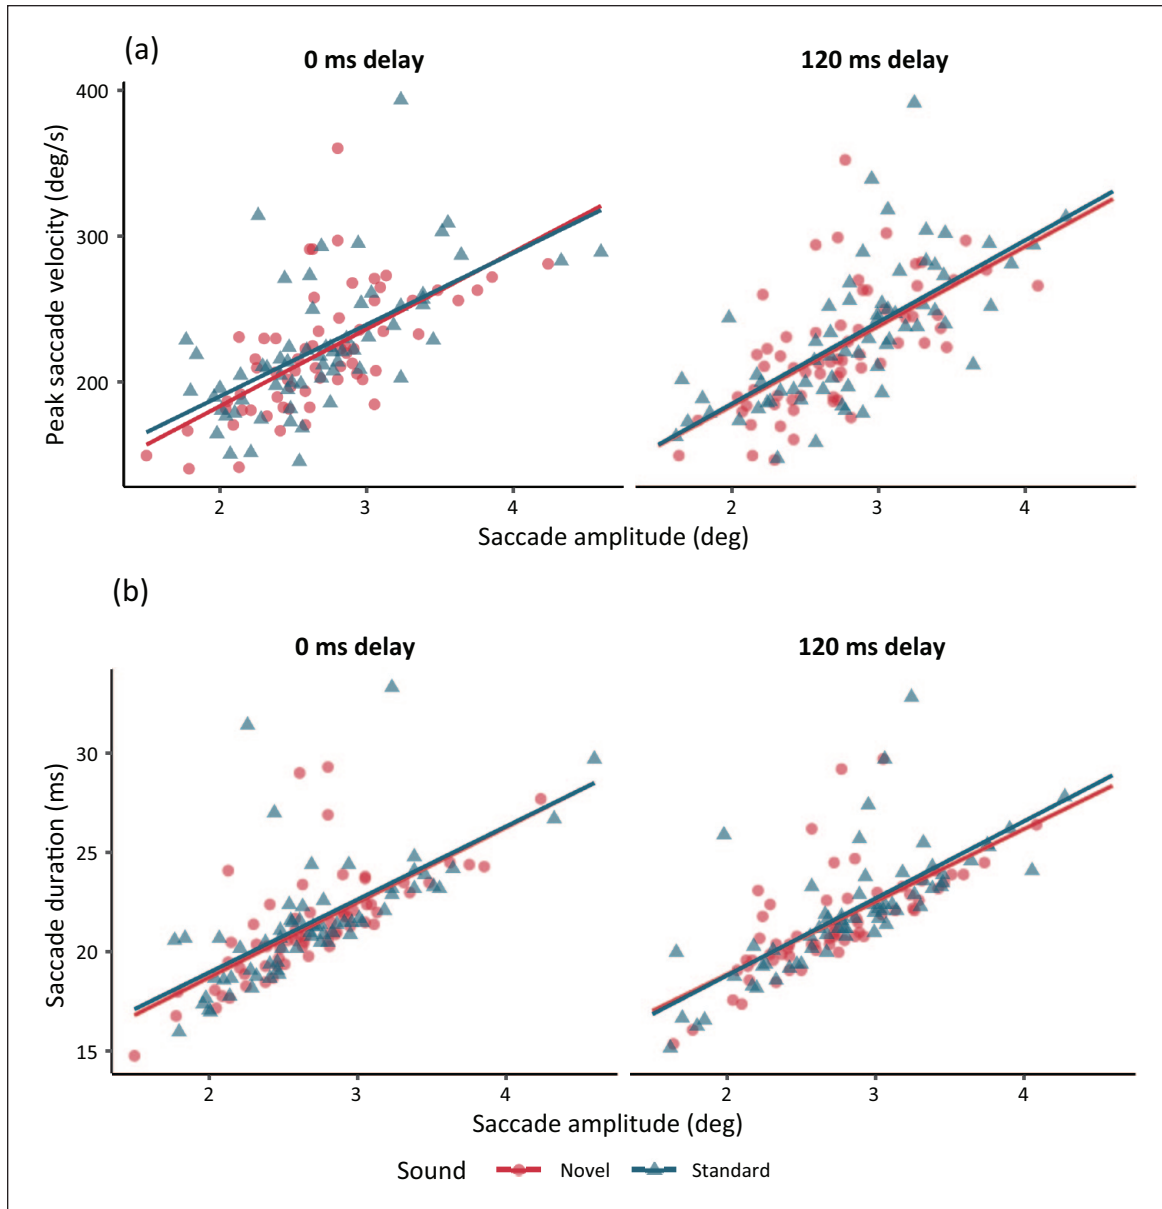 (a)
0 ms delay 120 ms delay
Peak saccade velocity (deg/s)
400
300
200
2 3 4 2 3 4
Saccade amplitude (deg)
(b)
0 ms delay 120 ms delay
Saccade duration (ms)
30
25
20
15
2 3 4 2 3 4
Saccade amplitude (deg)
Sound Novel Standard